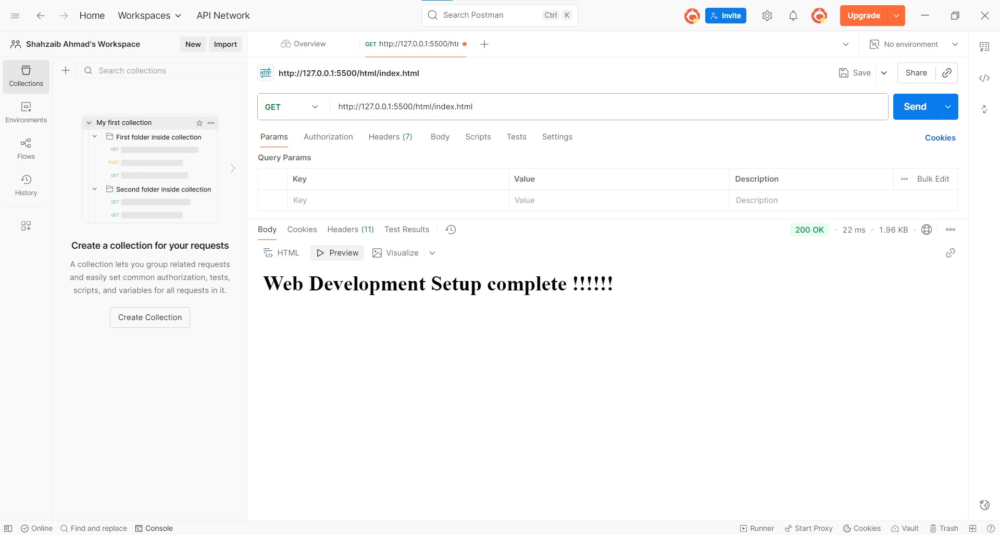 Home Workspaces API Network Search Postman Ctrl K Invite Upgrade
Shahzaib Ahmad's Workspace New Import
Overview GET http://127.0.0.1:5500/htr No environment
Collections
Environments
Flows
History
Search collections
My first collection
First folder inside collection
GET
POST
GET
Second folder inside collection
GET
GET
Create a collection for your requests
A collection lets you group related requests
and easily set common authorization, tests,
scripts, and variables for all requests in it.
Create Collection
HTTP http://127.0.0.1:5500/html/index.html Save Share
GET http://127.0.0.1:5500/html/index.html Send
Params Authorization Headers (7) Body Scripts Tests Settings Cookies
Query Params
Key Value Description Bulk Edit
Key Value Description
Body Cookies Headers (11) Test Results 200 OK 22 ms 1.96 KB
HTML Preview Visualize
Web Development Setup complete !!!!!!
Online Find and replace Console Runner Start Proxy Cookies Vault Trash